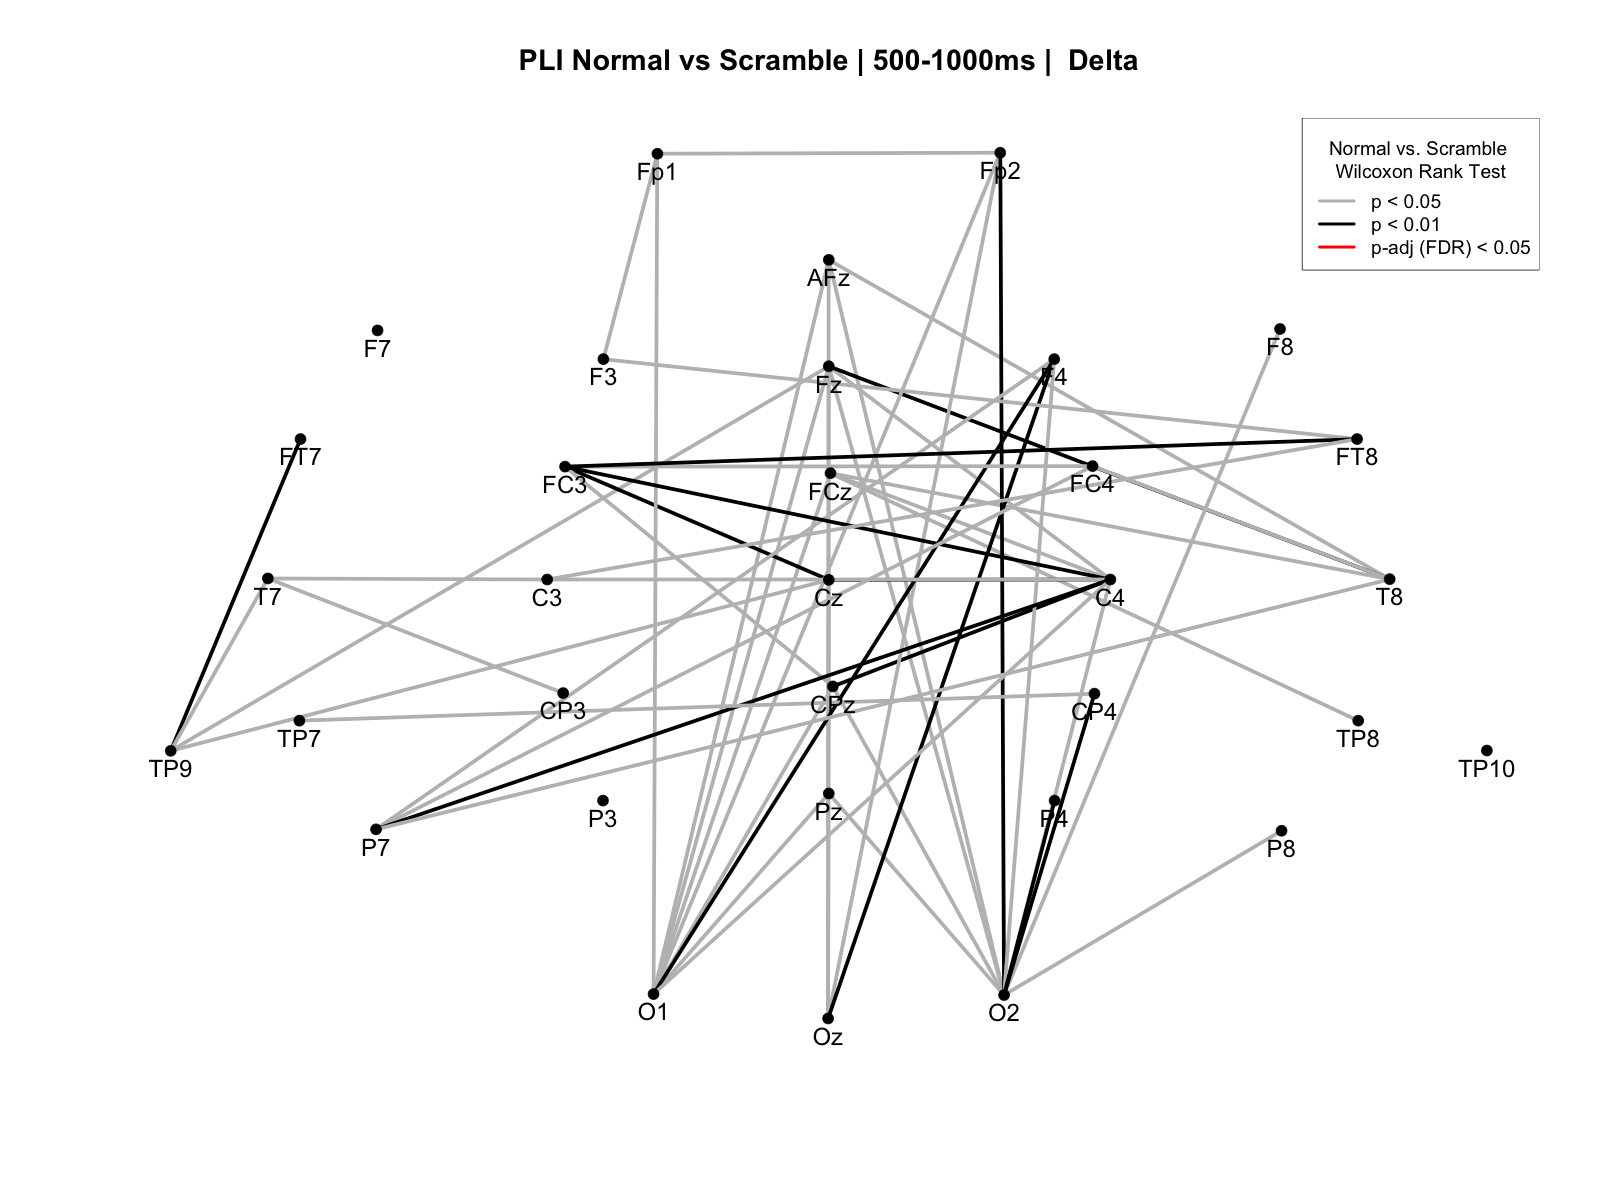 PLI Normal vs Scramble | 500-1000ms | Delta
Normal vs. Scramble
Wilcoxon Rank Test
p < 0.05
p < 0.01
p-adj (FDR) < 0.05
Fp1
Fp2
AFz
F7
F8
F3
Fz
F4
FT7
FT8
FC3
FCz
FC4
T7
C3
Cz
C4
T8
CP3
CPz
CP4
TP7
TP8
TP9
TP10
P3
Pz
P4
P7
P8
O1
O2
Oz